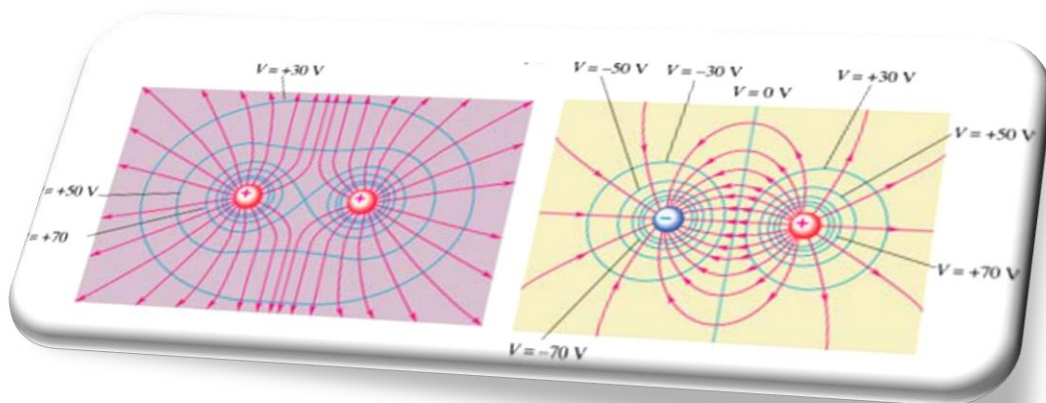 V = +30 V
= +50 V
= +70
V = −50 V
V = −30 V
V = 0 V
V = +30 V
V = +50 V
V = +70 V
V = −70 V
+
+
−
+